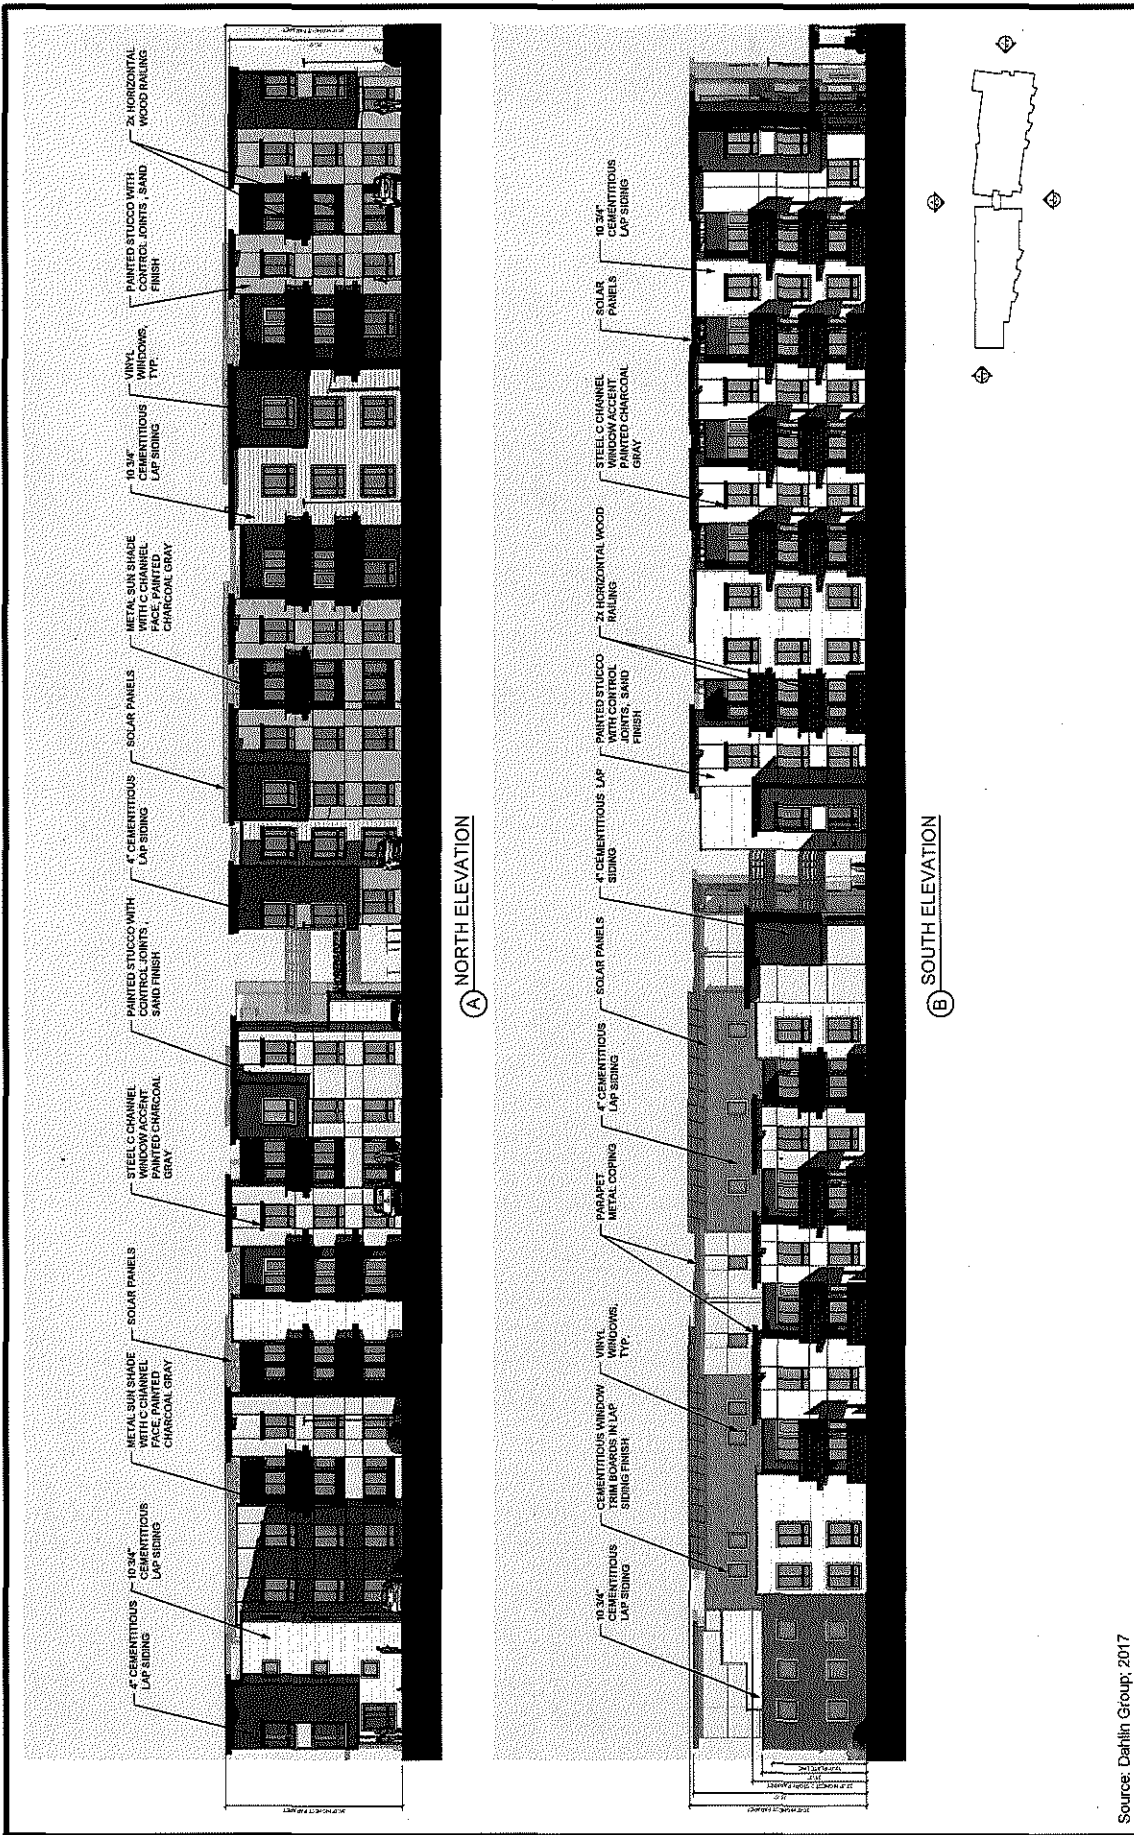 4" CEMENTITIOUS
LAP SIDING
10 3/4"
CEMENTITIOUS
LAP SIDING
METAL SUN SHADE
WITH C CHANNEL
FACE, PAINTED
CHARCOAL GRAY
SOLAR PANELS
STEEL C CHANNEL
WINDOW ACCENT
PAINTED CHARCOAL
GRAY
PAINTED STUCCO WITH
CONTROL JOINTS, SAND FINISH
4" CEMENTITIOUS
LAP SIDING
SOLAR PANELS
METAL SUN SHADE
WITH C CHANNEL
FACE, PAINTED
CHARCOAL GRAY
10 3/4"
CEMENTITIOUS
LAP SIDING
VINYL
WINDOWS,
TYP.
PAINTED STUCCO WITH
CONTROL JOINTS, SAND
FINISH
2x HORIZONTAL
WOOD RAILING
A NORTH ELEVATION
10 3/4"
CEMENTITIOUS
LAP SIDING
CEMENTITIOUS WINDOW
TRIM BOARDS IN LAP
SIDING FINISH
VINYL
WINDOWS,
TYP.
PARAPET
METAL COPING
4" CEMENTITIOUS
LAP SIDING
SOLAR PANELS
4" CEMENTITIOUS LAP
SIDING
PAINTED STUCCO
WITH CONTROL
JOINTS, SAND
FINISH
2x HORIZONTAL WOOD
RAILING
STEEL C CHANNEL
WINDOW ACCENT
PAINTED CHARCOAL
GRAY
SOLAR
PANELS
10 3/4"
CEMENTITIOUS
LAP SIDING
B SOUTH ELEVATION
Source: Dahlin Group; 2017